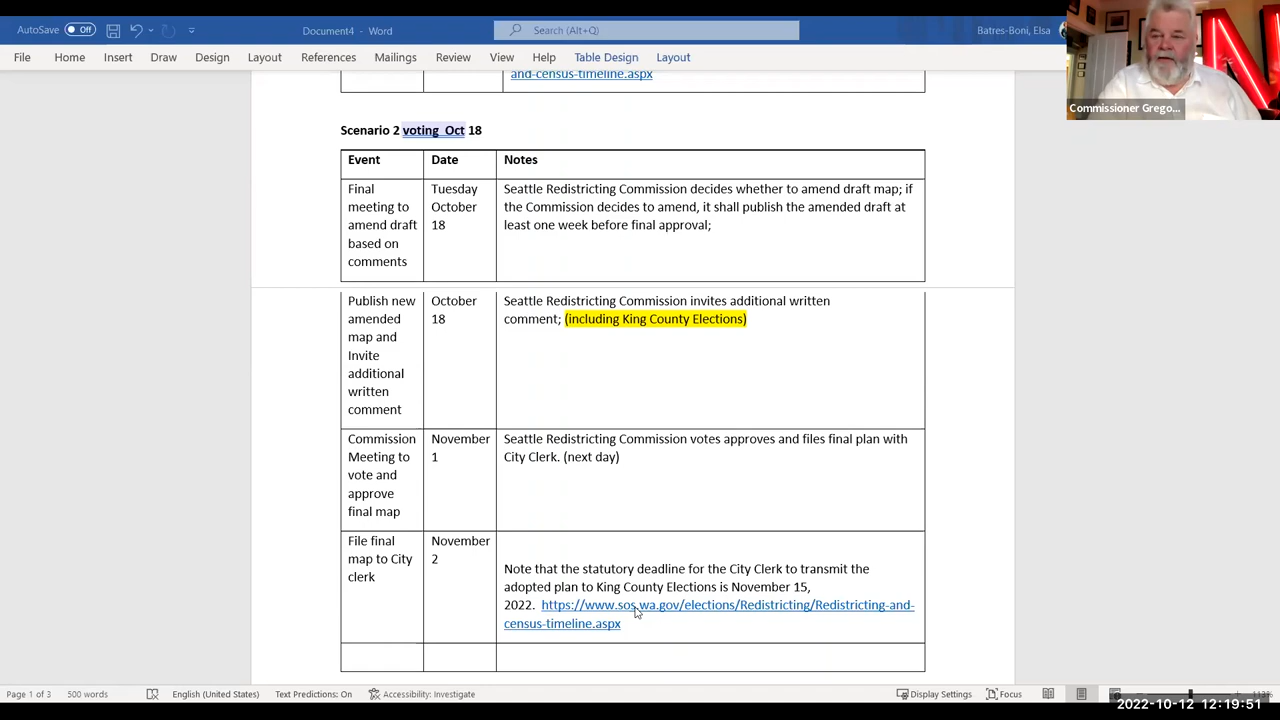 AutoSave Off
Document4 - Word
Search (Alt+Q)
Batres-Boni, Elsa
File Home Insert Draw Design Layout References Mailings Review View Help Table Design Layout
Commissioner Grego...
and-census-timeline.aspx
Scenario 2 voting Oct 18
Event Date Notes
Final meeting to amend draft based on comments
Tuesday October 18
Seattle Redistricting Commission decides whether to amend draft map; if
the Commission decides to amend, it shall publish the amended draft at
least one week before final approval;
Publish new amended map and Invite additional written comment
October 18
Seattle Redistricting Commission invites additional written
comment; (including King County Elections)
Commission Meeting to vote and approve final map
November 1
Seattle Redistricting Commission votes approves and files final plan with
City Clerk. (next day)
File final map to City clerk
November 2
Note that the statutory deadline for the City Clerk to transmit the
adopted plan to King County Elections is November 15,
2022. https://www.sos.wa.gov/elections/Redistricting/Redistricting-and-
census-timeline.aspx
Page 1 of 3 500 words English (United States) Text Predictions: On Accessibility: Investigate Display Settings Focus
2022-10-12 12:19:51